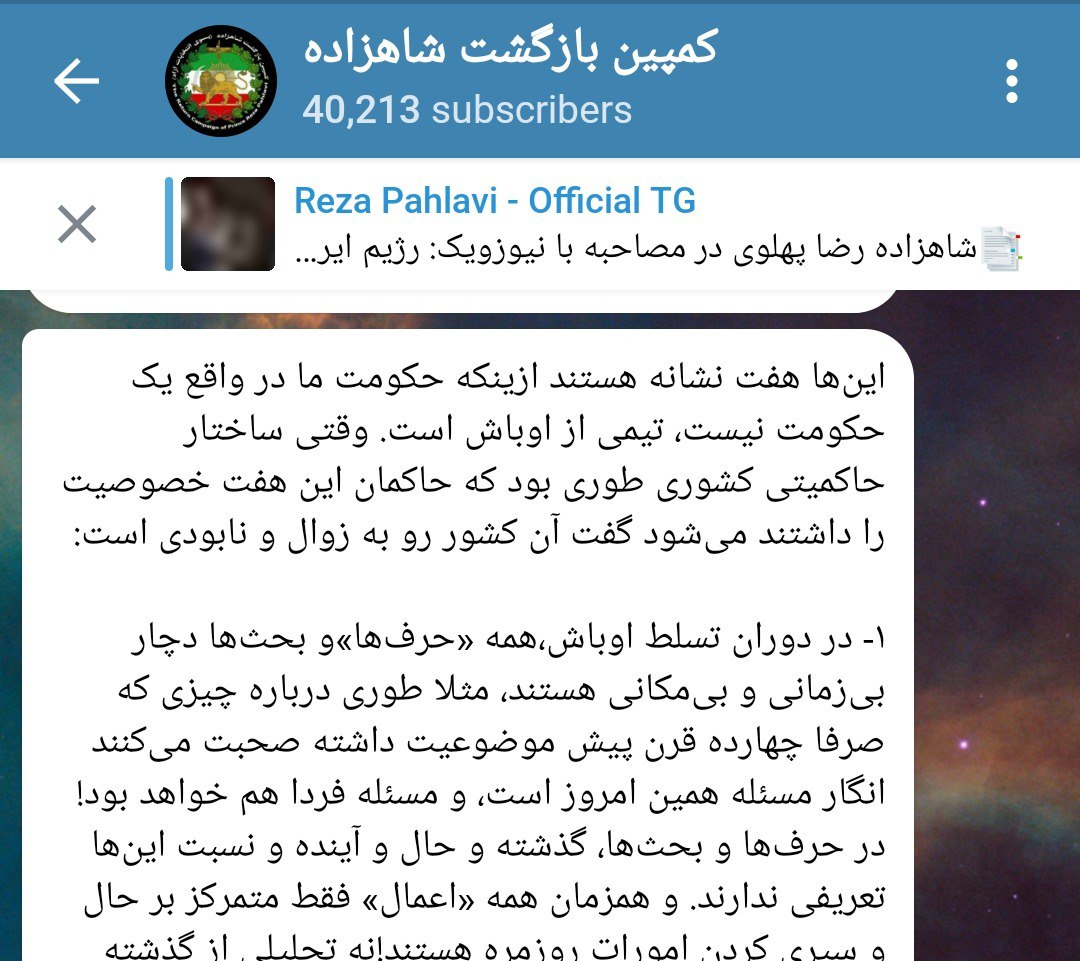 کمپین بازگشت شاهزاده
40,213 subscribers
Reza Pahlavi - Official TG
شاهزاده رضا پهلوی در مصاحبه با نیوزویک: رژیم ایر...
این‌ها هفت نشانه هستند ازینکه حکومت ما در واقع یک
حکومت نیست، تیمی از اوباش است. وقتی ساختار
حاکمیتی کشوری طوری بود که حاکمان این هفت خصوصیت
را داشتند می‌شود گفت آن کشور رو به زوال و نابودی است:
۱- در دوران تسلط اوباش،همه «حرف‌ها»و بحث‌ها دچار
بی‌زمانی و بی‌مکانی هستند، مثلا طوری درباره چیزی که
صرفا چهارده قرن پیش موضوعیت داشته صحبت می‌کنند
انگار مسئله همین امروز است، و مسئله فردا هم خواهد بود!
در حرف‌ها و بحث‌ها، گذشته و حال و آینده و نسبت این‌ها
تعریفی ندارند. و همزمان همه «اعمال» فقط متمرکز بر حال
و سپری کردن امورات روزمره هستند!نه تحلیلی از گذشته